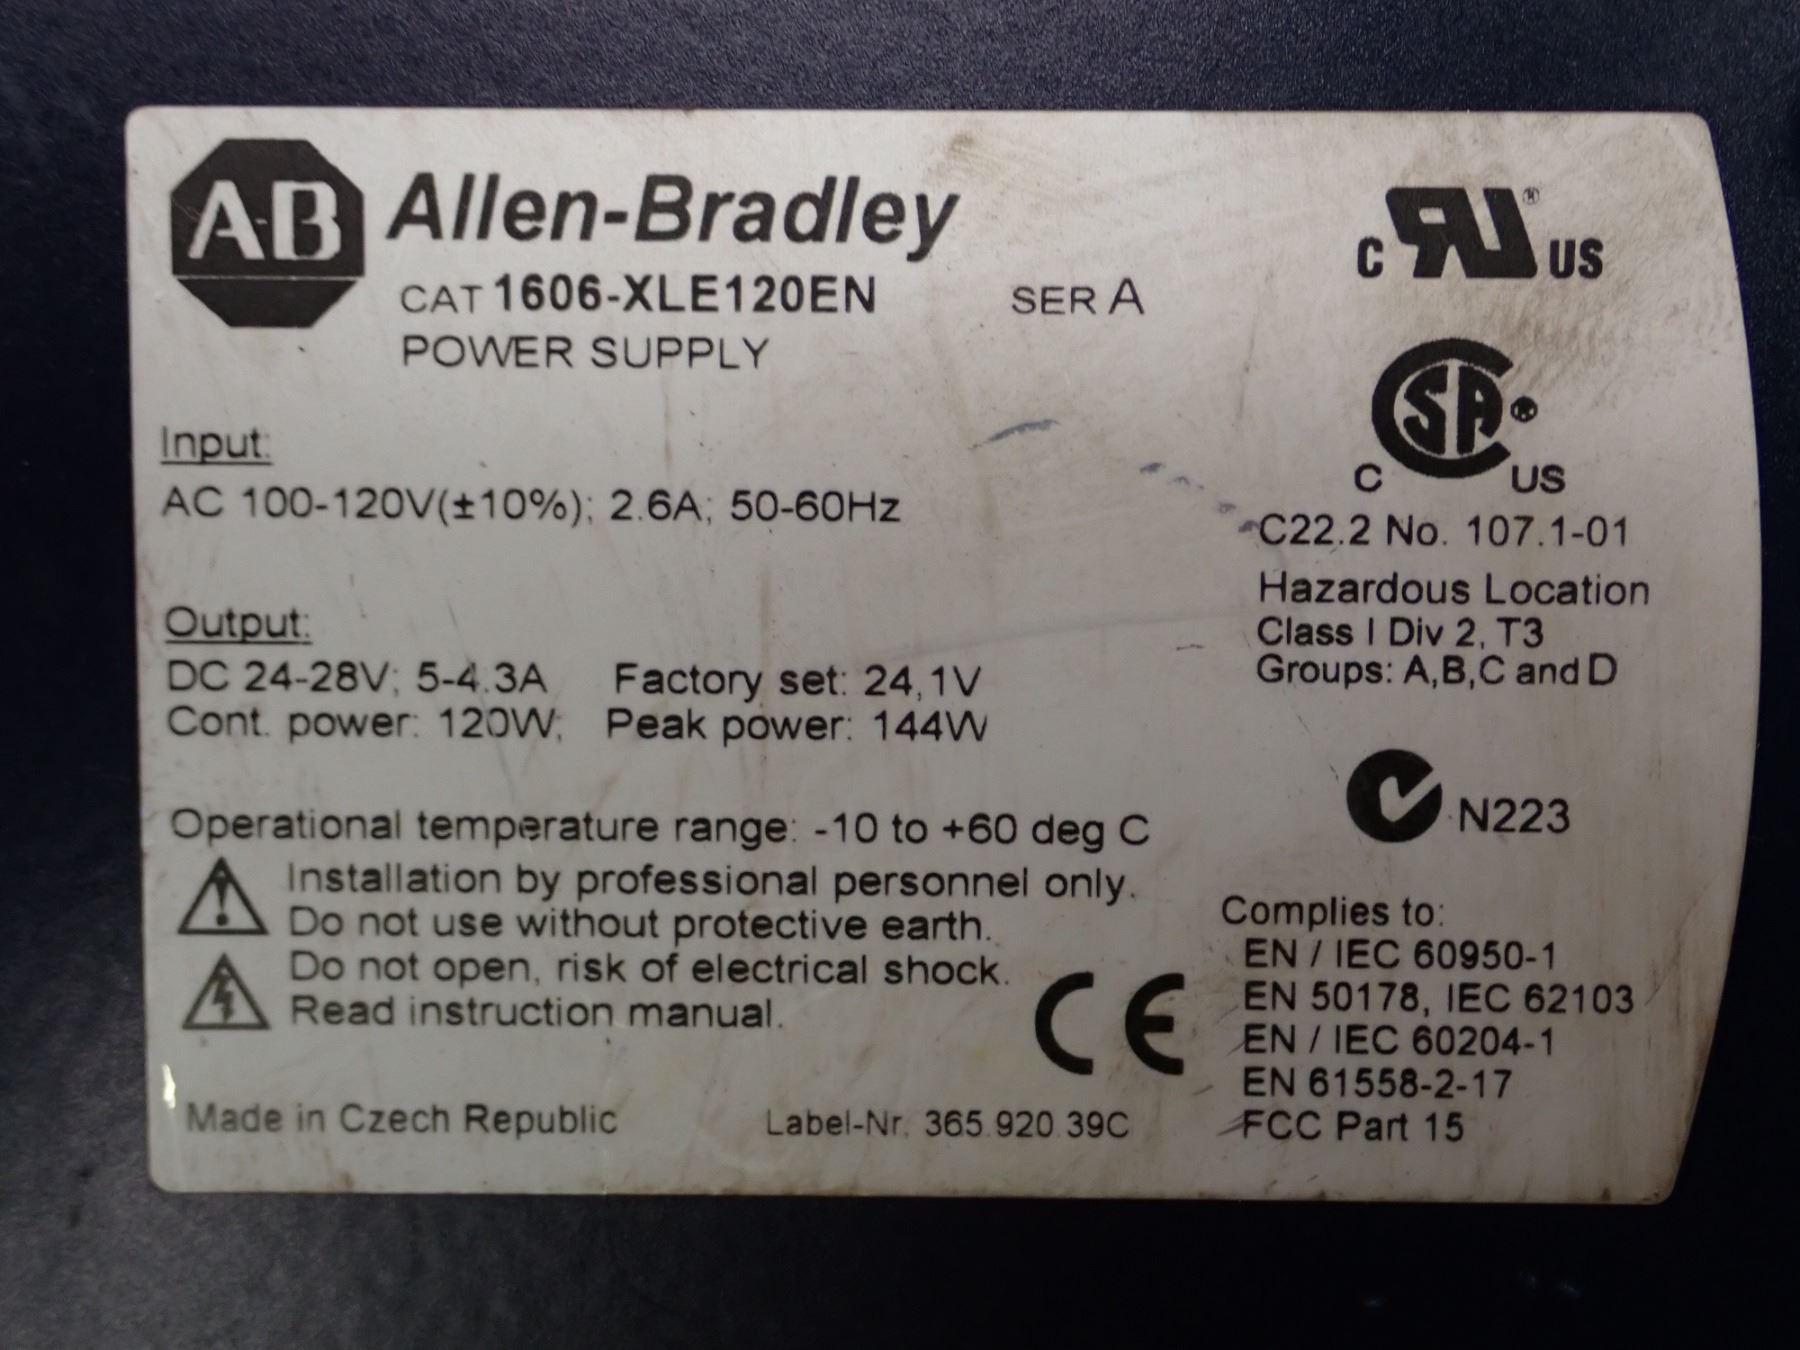 AB Allen-Bradley
CAT 1606-XLE120EN SER A
POWER SUPPLY
Input:
AC 100-120V(±10%); 2.6A; 50-60Hz
Output:
DC 24-28V; 5-4.3A Factory set: 24,1V
Cont. power: 120W; Peak power: 144W
Operational temperature range: -10 to +60 deg C
Installation by professional personnel only.
Do not use without protective earth.
Do not open, risk of electrical shock.
Read instruction manual.
CE
Made in Czech Republic Label-Nr. 365.920.39C
C RU ® US
C SA ® C US
C22.2 No. 107.1-01
Hazardous Location
Class I Div 2, T3
Groups: A,B,C and D
N223
Complies to:
EN / IEC 60950-1
EN 50178, IEC 62103
EN / IEC 60204-1
EN 61558-2-17
FCC Part 15